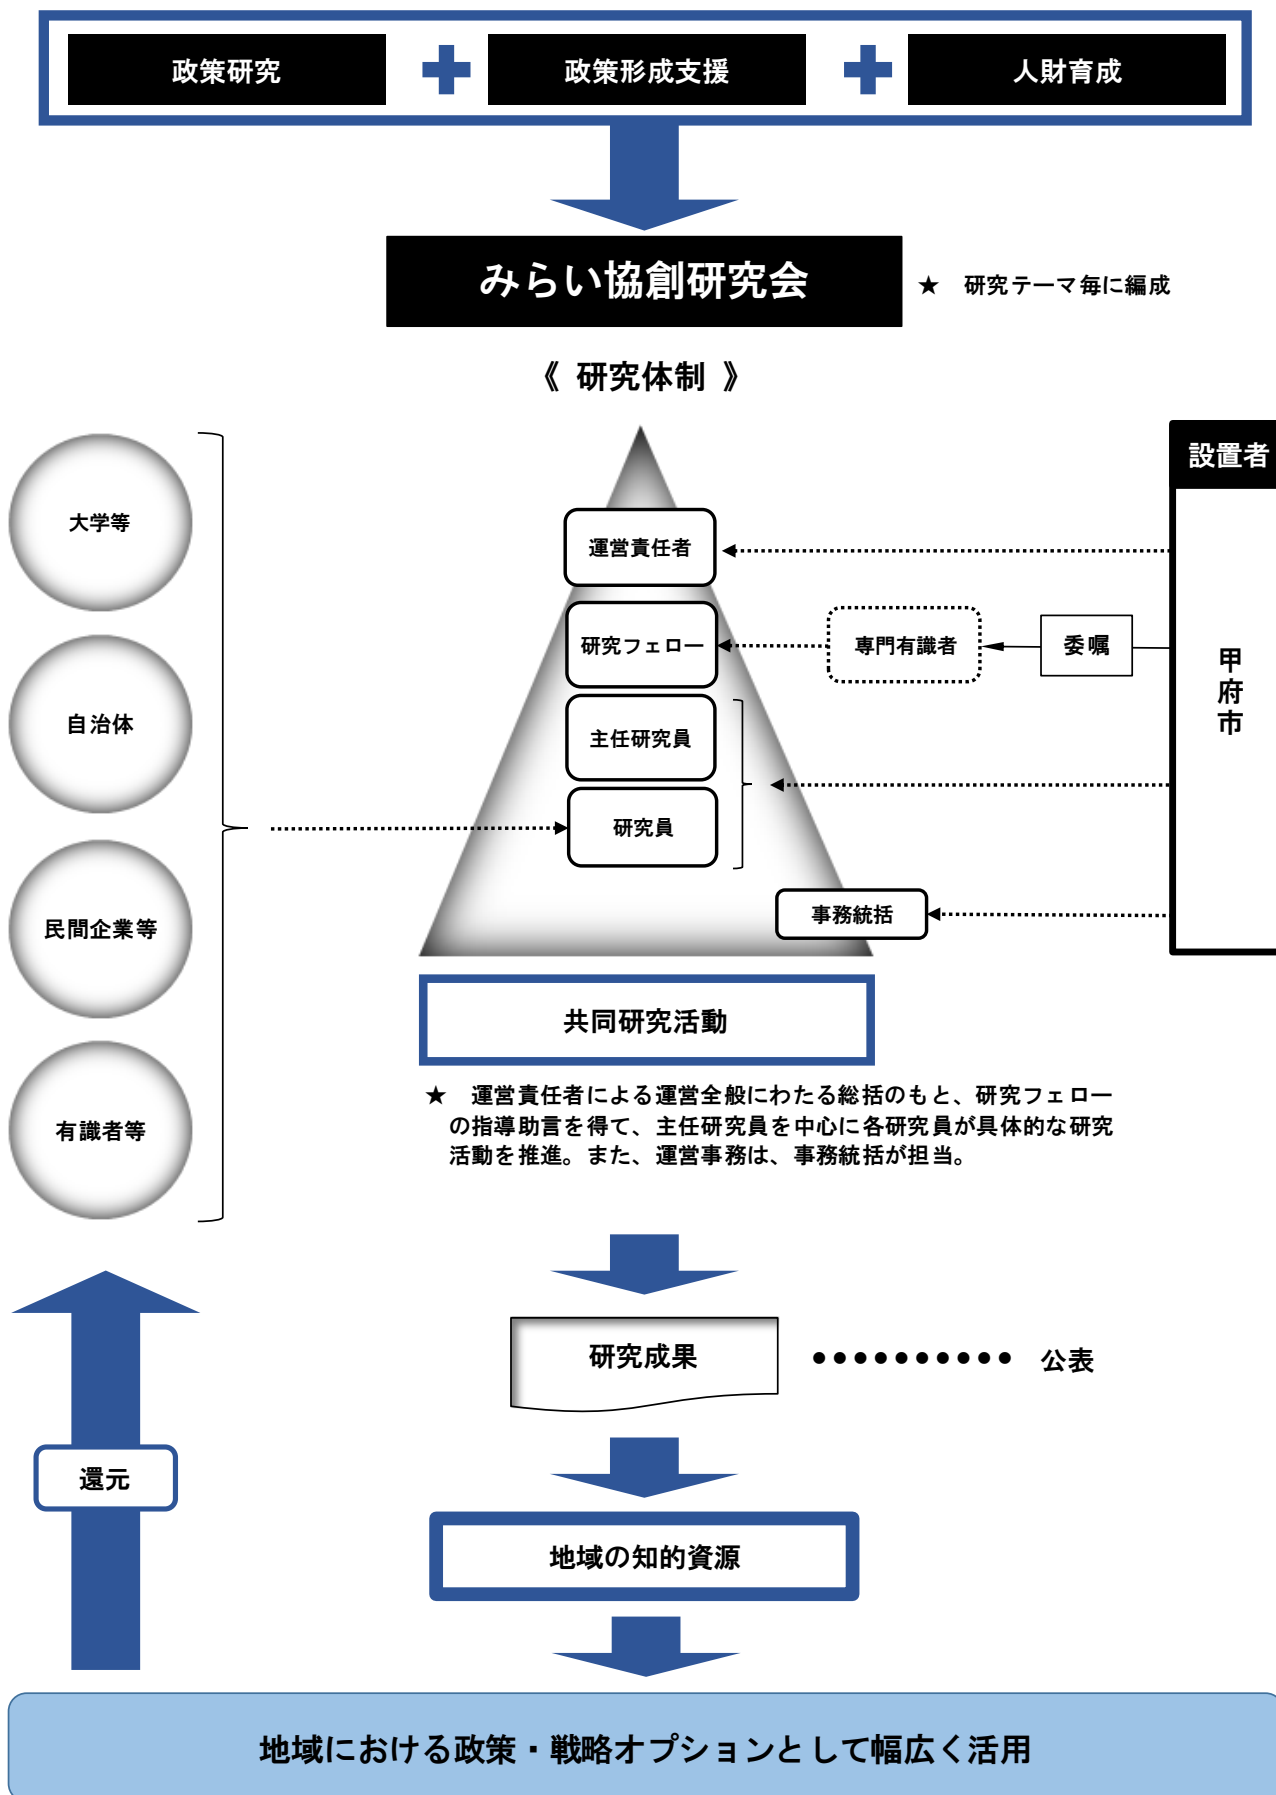 政策研究
政策形成支援
人財育成
みらい協創研究会
★　研究テーマ毎に編成
《 研究体制 》
設置者
甲府市
大学等
自治体
民間企業等
有識者等
運営責任者
研究フェロー
専門有識者
委嘱
主任研究員
研究員
事務統括
共同研究活動
★　運営責任者による運営全般にわたる総括のもと、研究フェロー
の指導助言を得て、主任研究員を中心に各研究員が具体的な研究
活動を推進。また、運営事務は、事務統括が担当。
研究成果
●●●●●●●●●● 公表
還元
地域の知的資源
地域における政策・戦略オプションとして幅広く活用